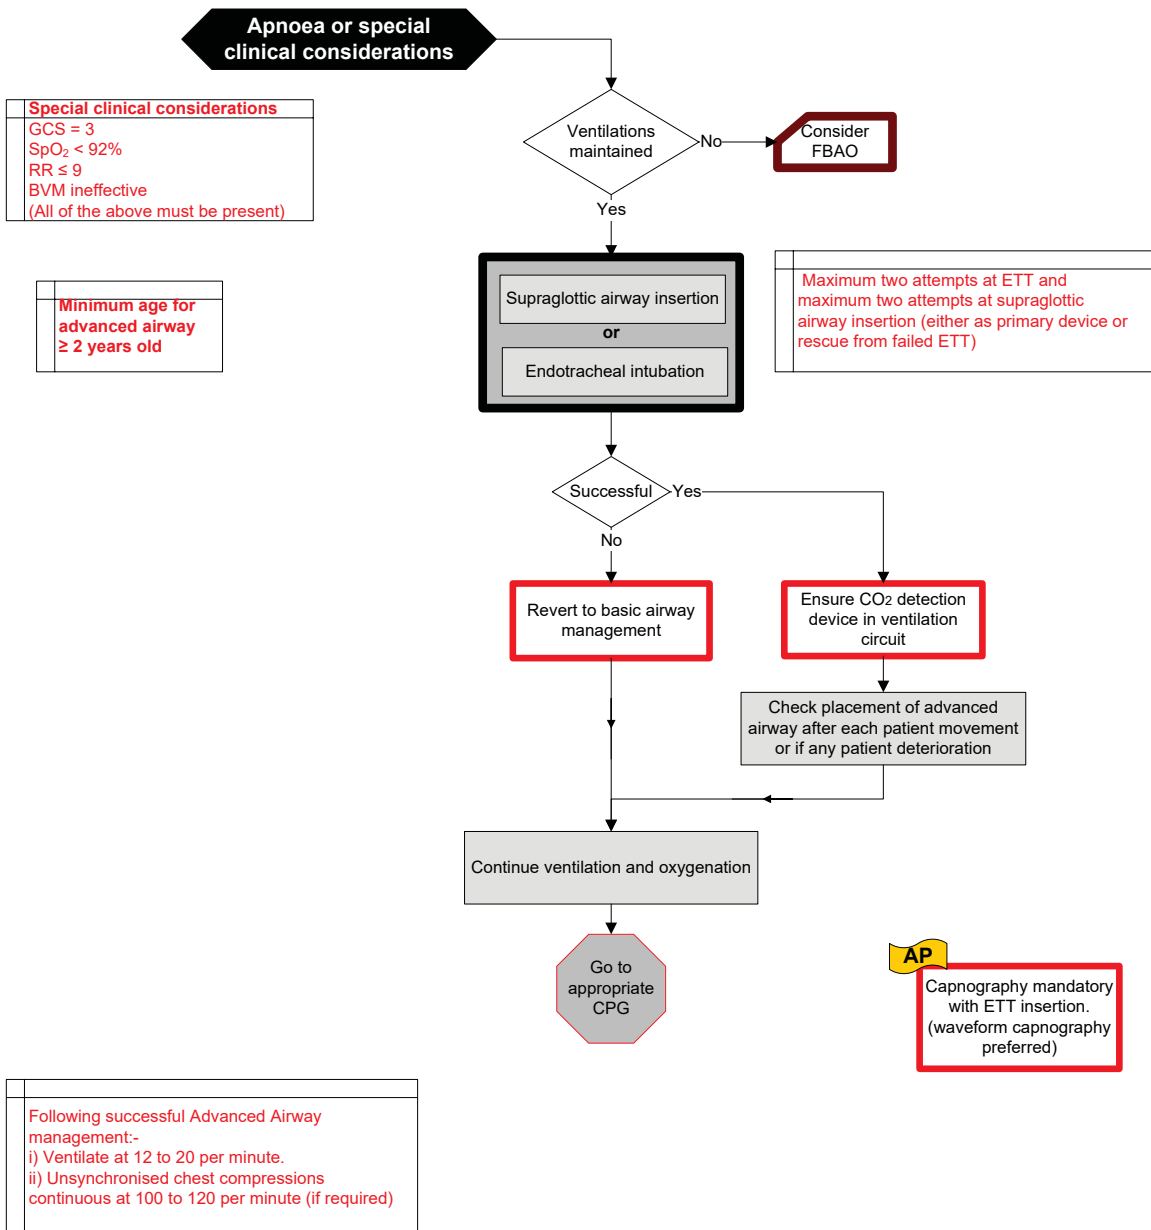 Apnoea or special
clinical considerations
Special clinical considerations
GCS = 3
SpO₂ < 92%
RR ≤ 9
BVM ineffective
(All of the above must be present)
Ventilations
maintained
No
Consider
FBAO
Yes
Minimum age for
advanced airway
≥ 2 years old
Supraglottic airway insertion
or
Endotracheal intubation
Maximum two attempts at ETT and
maximum two attempts at supraglottic
airway insertion (either as primary device or
rescue from failed ETT)
Successful
Yes
No
Revert to basic airway
management
Ensure CO2 detection
device in ventilation
circuit
Check placement of advanced
airway after each patient movement
or if any patient deterioration
Continue ventilation and oxygenation
Go to
appropriate
CPG
AP
Capnography mandatory
with ETT insertion.
(waveform capnography
preferred)
Following successful Advanced Airway
management:-
i) Ventilate at 12 to 20 per minute.
ii) Unsynchronised chest compressions
continuous at 100 to 120 per minute (if required)